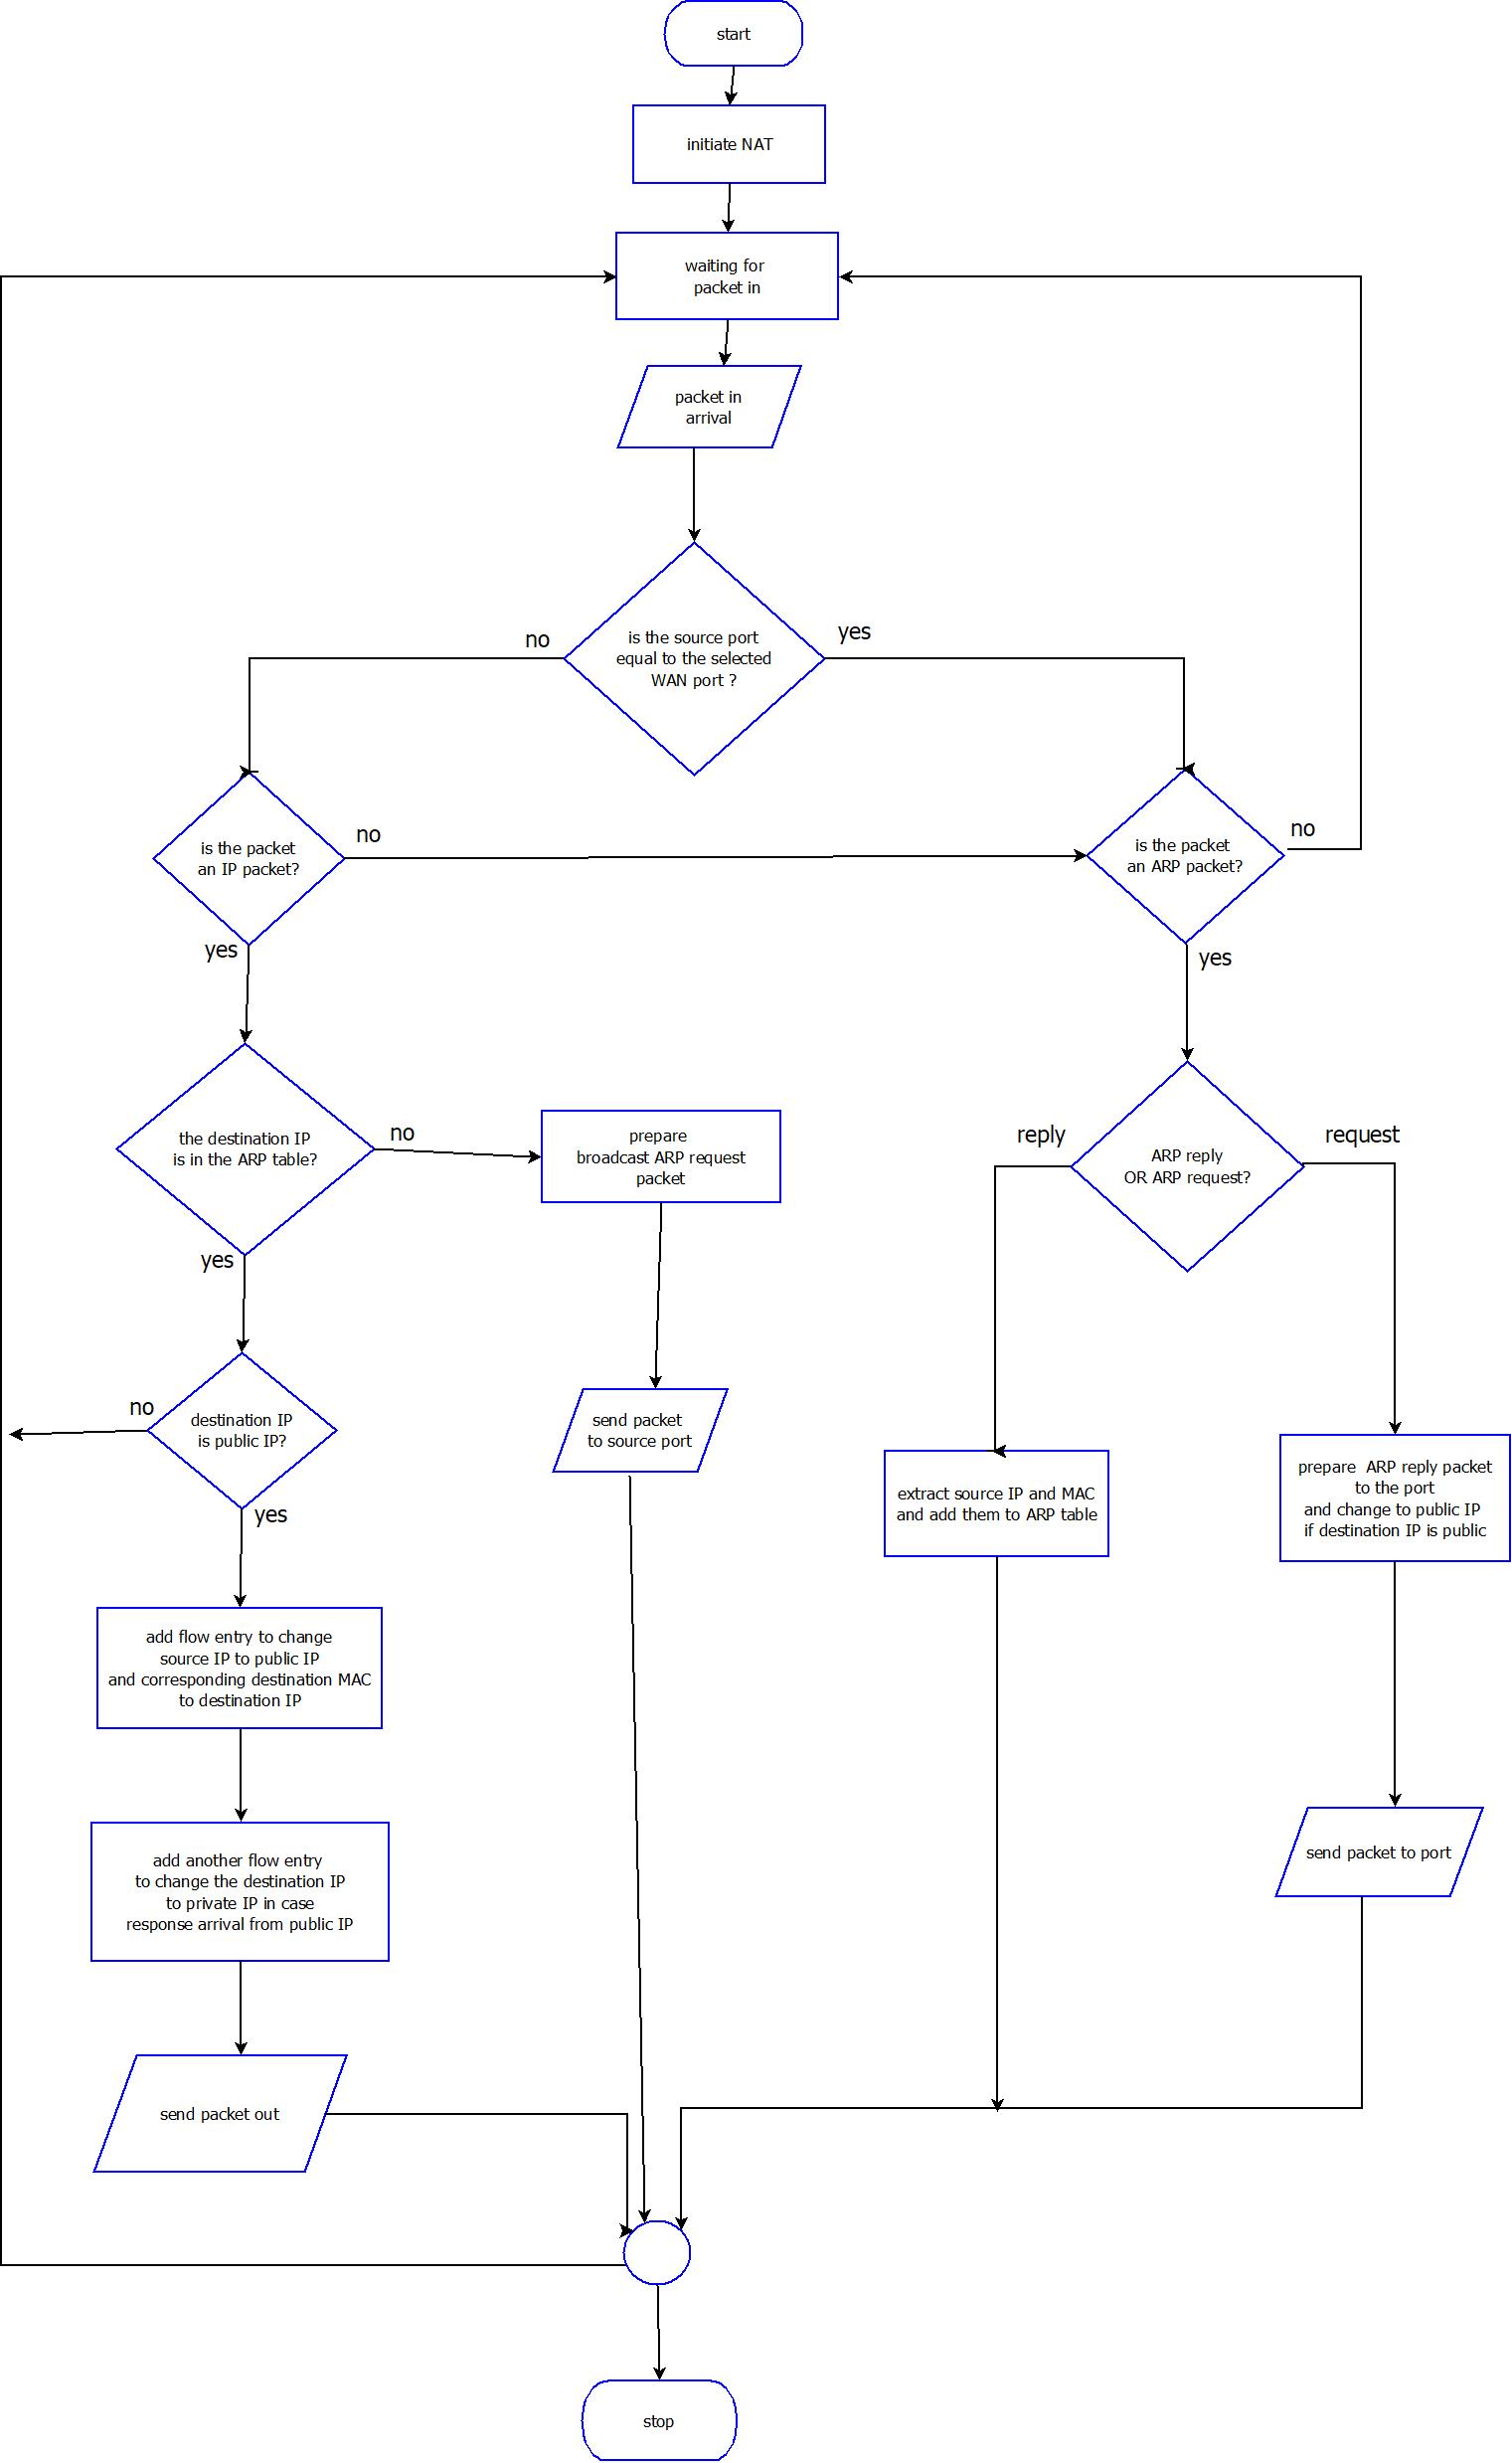 start
initiate NAT
waiting for
packet in
packet in
arrival
no
is the source port
equal to the selected
WAN port ?
yes
is the packet
an IP packet?
no
yes
is the packet
an ARP packet?
no
yes
the destination IP
is in the ARP table?
no
yes
prepare
broadcast ARP request
packet
reply
ARP reply
OR ARP request?
request
no
destination IP
is public IP?
yes
send packet
to source port
extract source IP and MAC
and add them to ARP table
prepare ARP reply packet
to the port
and change to public IP
if destination IP is public
add flow entry to change
source IP to public IP
and corresponding destination MAC
to destination IP
add another flow entry
to change the destination IP
to private IP in case
response arrival from public IP
send packet to port
send packet out
stop